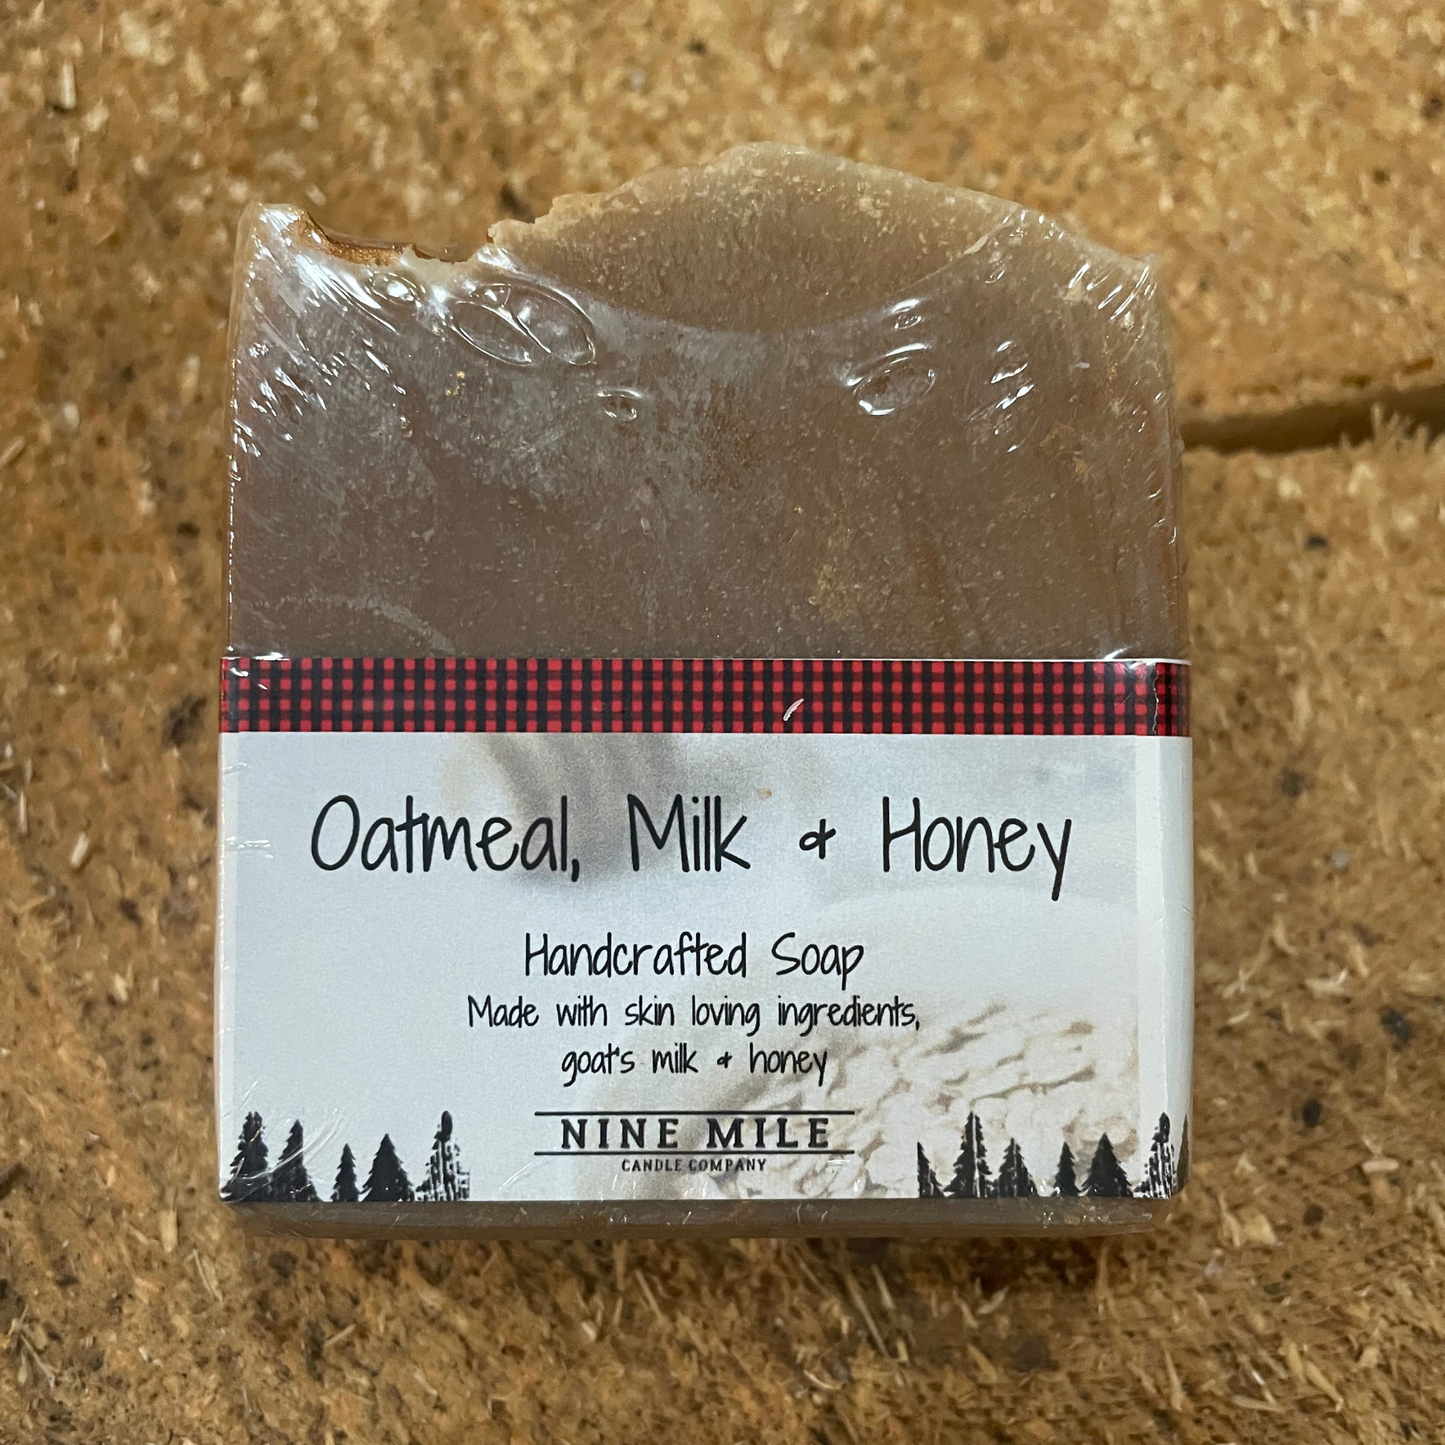 Oatmeal, Milk & Honey
Handcrafted Soap
Made with skin loving ingredients,
goat's milk & honey
NINE MILE
CANDLE COMPANY